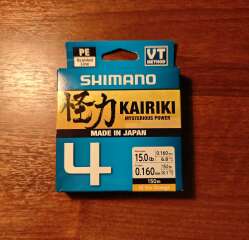 PE
Braided Line
VT
METHOD
SHIMANO
怪力 KAIRIKI
MYSTERIOUS POWER
MADE IN JAPAN
4
15.0lb
0.160mm
150m